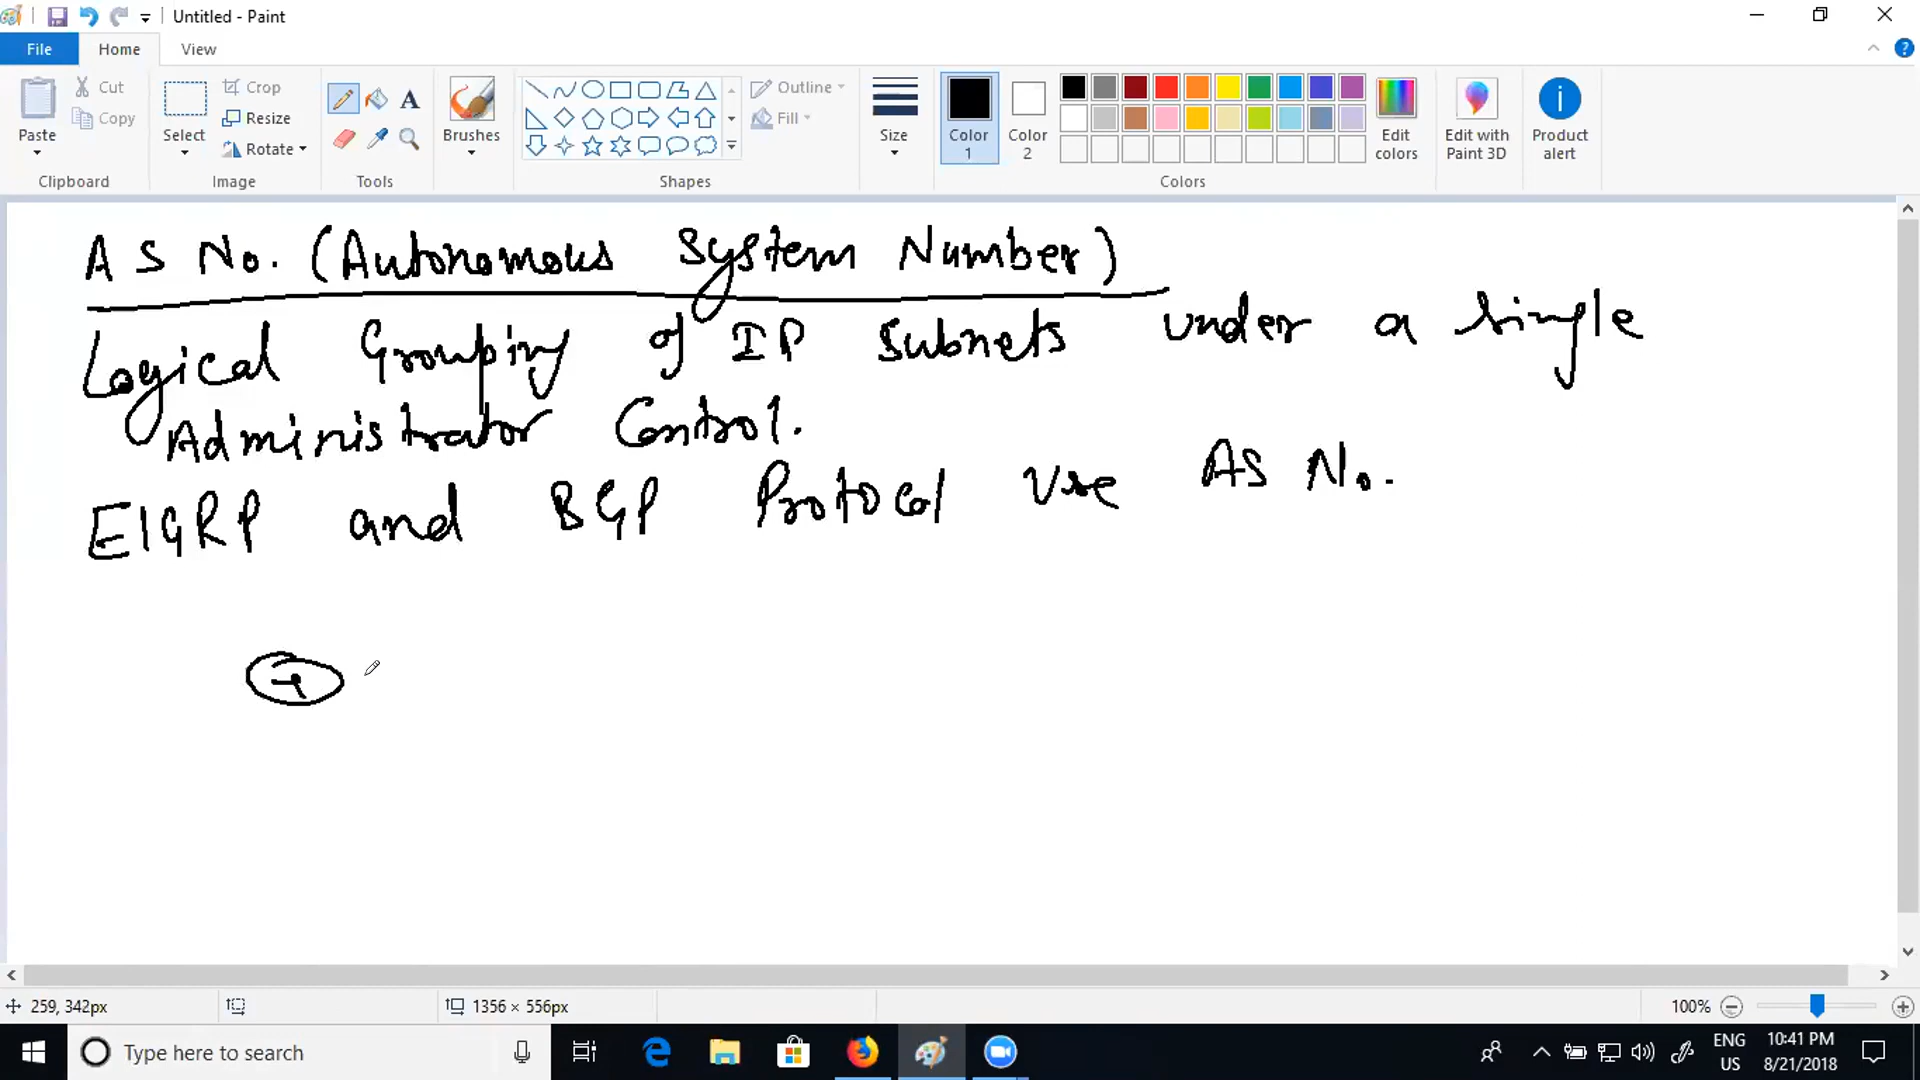 Untitled - Paint
File Home View
Paste
Cut
Copy
Clipboard
Select
Crop
Resize
Rotate
Image
Tools
Brushes
Shapes
Outline
Fill
Size
Color 1
Color 2
Edit colors
Colors
Edit with Paint 3D
Product alert
A S No. (Autonomous System Number)
Logical Grouping of IP Subnets under a single
Administrator Control.
EIGRP and BGP Protocol Use AS No.
259, 342px
1356 × 556px
100%
Type here to search
ENG
US
10:41 PM
8/21/2018